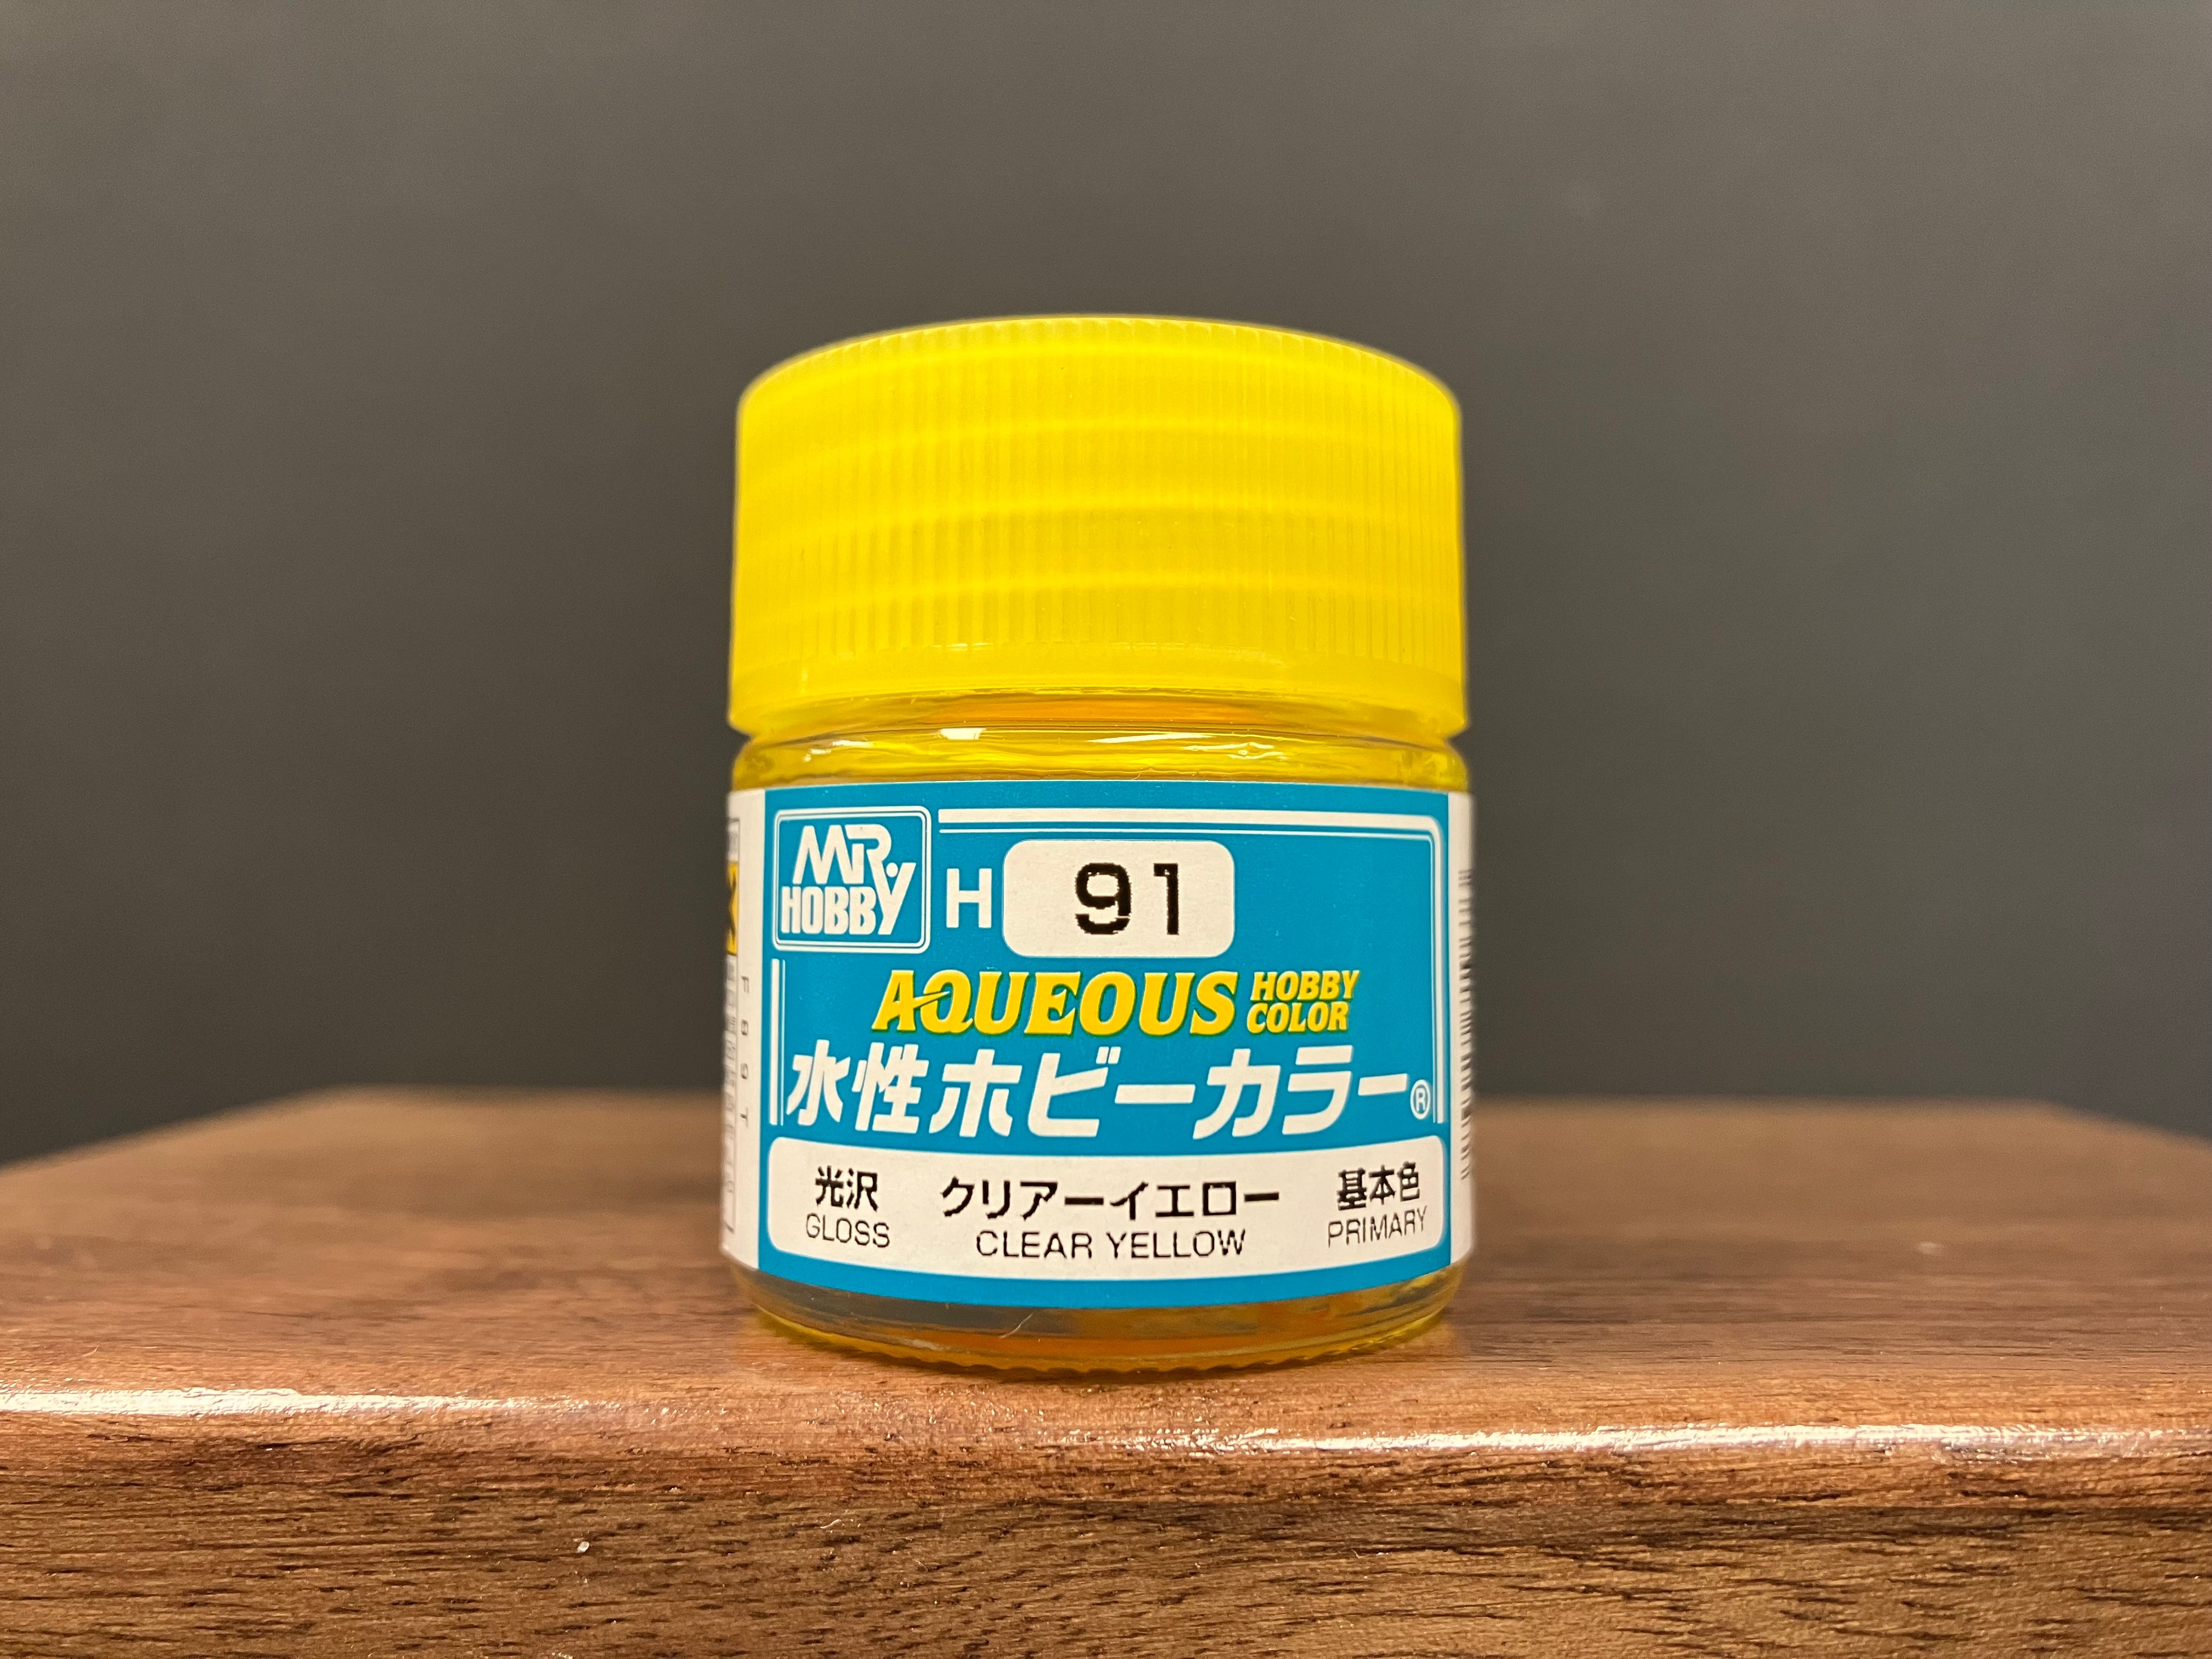 MR. HOBBY
H 91
AQUEOUS HOBBY COLOR
水性ホビーカラー®
光沢 クリアーイエロー 基本色
GLOSS CLEAR YELLOW PRIMARY